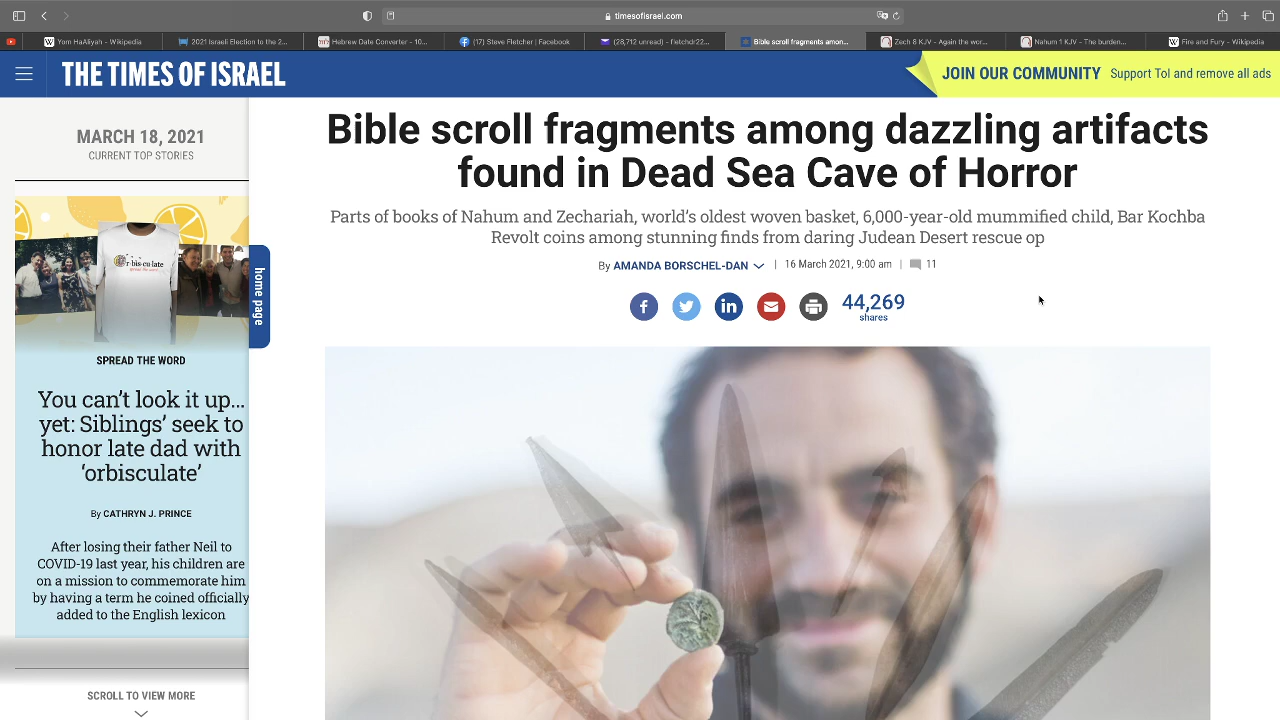 timesofisrael.com
Yom HaAliyah - Wikipedia
2021 Israeli Election to the 2...
Hebrew Date Converter - 10...
(17) Steve Fletcher | Facebook
(28,712 unread) - fletchdr22...
Bible scroll fragments amon...
Zech 8 KJV - Again the wor...
Nahum 1 KJV - The burden...
Fire and Fury - Wikipedia
THE TIMES OF ISRAEL
JOIN OUR COMMUNITY Support ToI and remove all ads
MARCH 18, 2021
CURRENT TOP STORIES
r·bis·cu·late
SPREAD THE WORD
You can't look it up...
yet: Siblings' seek to
honor late dad with
'orbisculate'
By CATHRYN J. PRINCE
After losing their father Neil to
COVID-19 last year, his children are
on a mission to commemorate him
by having a term he coined officially
added to the English lexicon
SCROLL TO VIEW MORE
home page
Bible scroll fragments among dazzling artifacts
found in Dead Sea Cave of Horror
Parts of books of Nahum and Zechariah, world's oldest woven basket, 6,000-year-old mummified child, Bar Kochba
Revolt coins among stunning finds from daring Judean Desert rescue op
By AMANDA BORSCHEL-DAN | 16 March 2021, 9:00 am | 11
44,269
shares